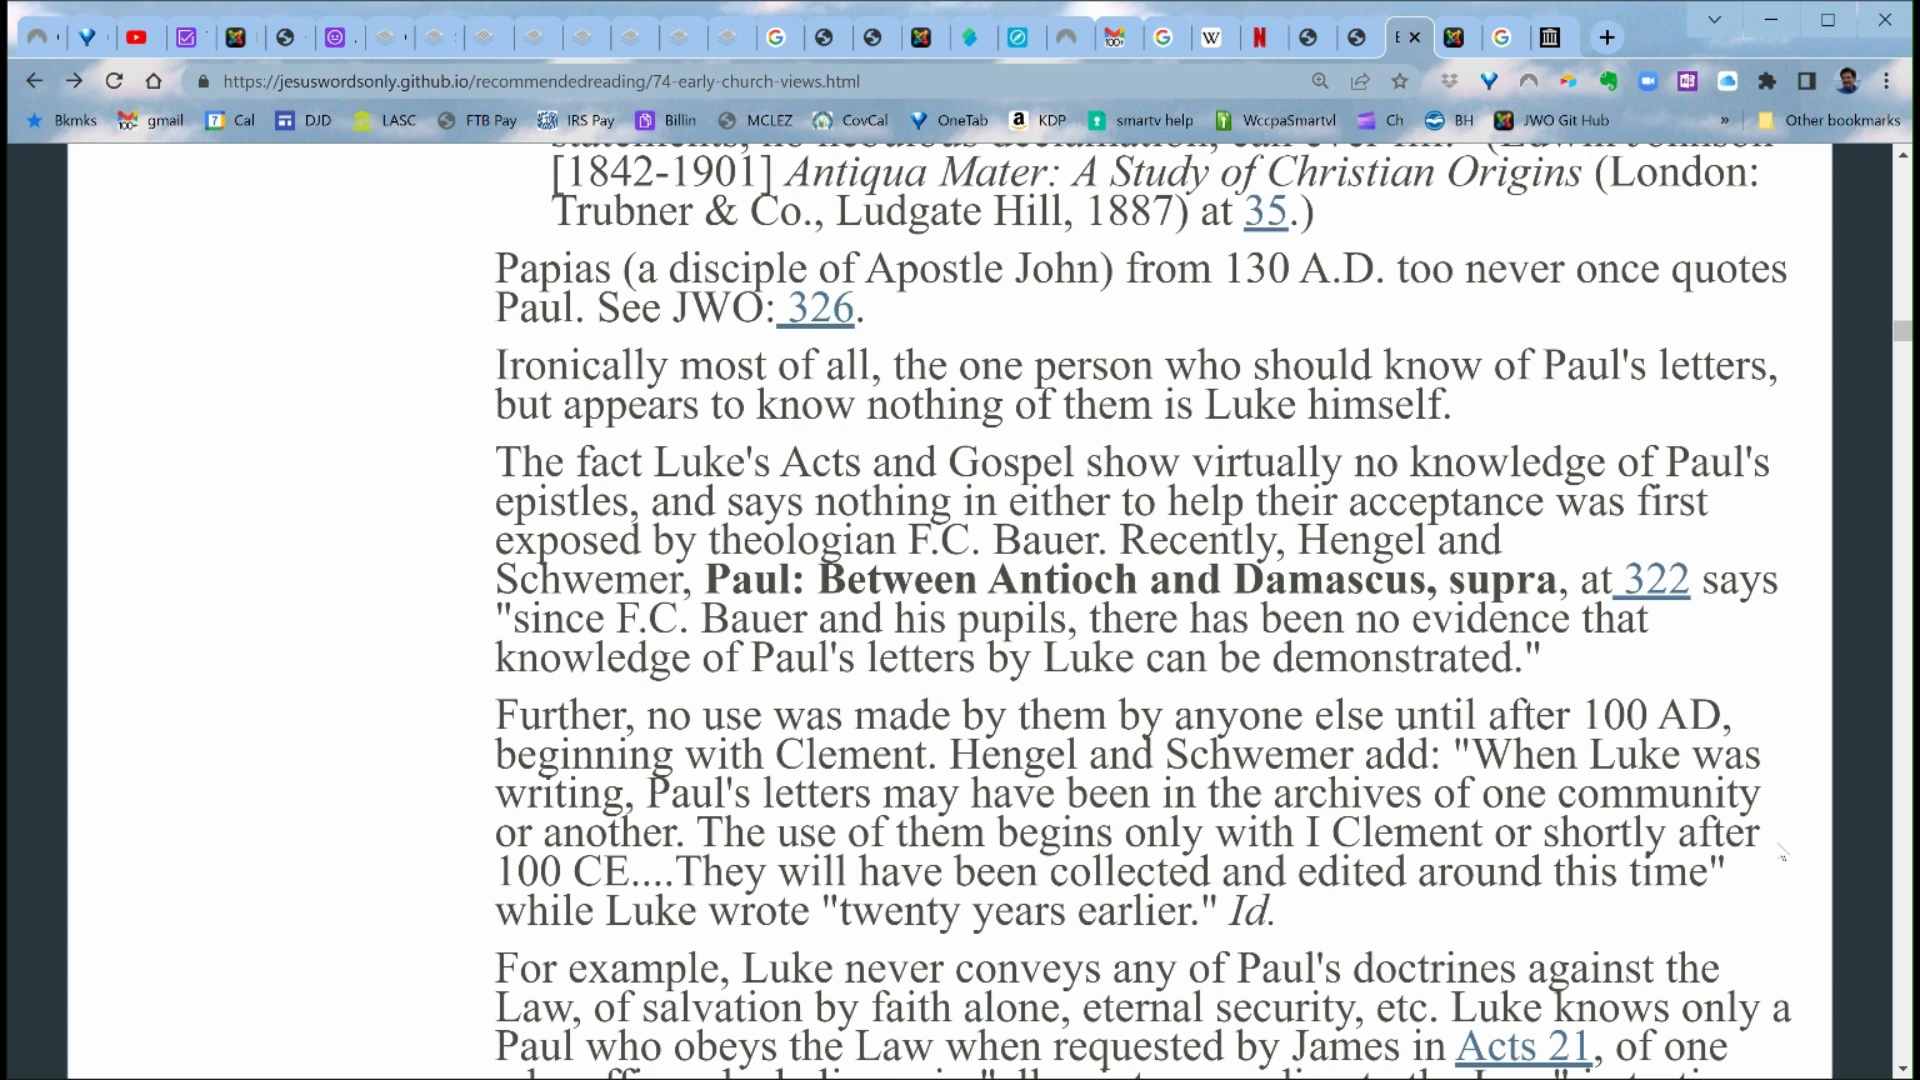 https://jesuswordsonly.github.io/recommendedreading/74-early-church-views.html
Bkmks gmail Cal DJD LASC FTB Pay IRS Pay Billin MCLEZ CovCal OneTab KDP smartv help WccpaSmartvl Ch BH JWO Git Hub » Other bookmarks
[1842-1901] Antiqua Mater: A Study of Christian Origins (London:
Trubner & Co., Ludgate Hill, 1887) at 35.)
Papias (a disciple of Apostle John) from 130 A.D. too never once quotes
Paul. See JWO: 326.
Ironically most of all, the one person who should know of Paul's letters,
but appears to know nothing of them is Luke himself.
The fact Luke's Acts and Gospel show virtually no knowledge of Paul's
epistles, and says nothing in either to help their acceptance was first
exposed by theologian F.C. Bauer. Recently, Hengel and
Schwemer, Paul: Between Antioch and Damascus, supra, at 322 says
"since F.C. Bauer and his pupils, there has been no evidence that
knowledge of Paul's letters by Luke can be demonstrated."
Further, no use was made by them by anyone else until after 100 AD,
beginning with Clement. Hengel and Schwemer add: "When Luke was
writing, Paul's letters may have been in the archives of one community
or another. The use of them begins only with I Clement or shortly after
100 CE....They will have been collected and edited around this time"
while Luke wrote "twenty years earlier." Id.
For example, Luke never conveys any of Paul's doctrines against the
Law, of salvation by faith alone, eternal security, etc. Luke knows only a
Paul who obeys the Law when requested by James in Acts 21, of one